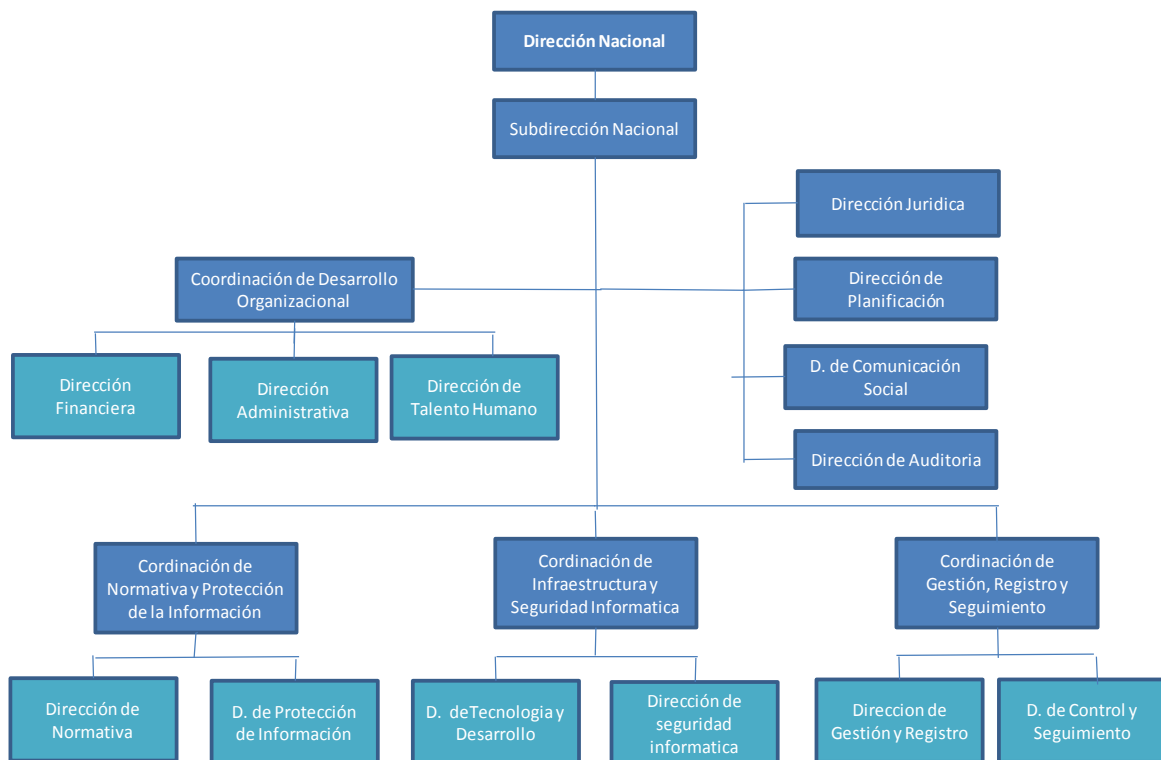 Dirección Nacional
Subdirección Nacional
Dirección Juridica
Coordinación de Desarrollo
Organizacional
Dirección de
Planificación
Dirección
Financiera
Dirección
Administrativa
Dirección de
Talento Humano
D. de Comunicación
Social
Dirección de Auditoria
Cordinación de
Normativa y Protección
de la Información
Cordinación de
Infraestructura y
Seguridad Informatica
Cordinación de
Gestión, Registro y
Seguimiento
Dirección de
Normativa
D. de Protección
de Información
D. de Tecnologia y
Desarrollo
Dirección de
seguridad
informatica
Direccion de
Gestión y Registro
D. de Control y
Seguimiento